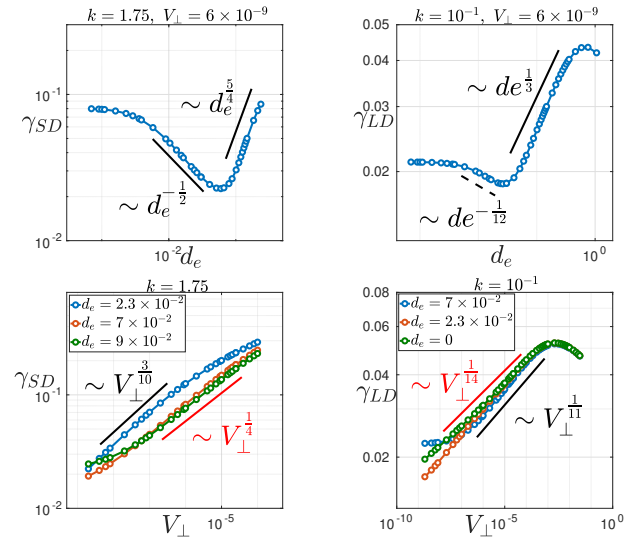 k = 1.75, V⊥ = 6 × 10⁻⁹
10⁻¹
10⁻²
γ_SD
∼ d_e^{5/4}
∼ d_e^{-1/2}
10⁻²
10⁰
d_e
k = 10⁻¹, V⊥ = 6 × 10⁻⁹
0.05
0.04
0.03
0.02
γ_LD
∼ de^{1/3}
∼ de^{-1/12}
10⁰
d_e
k = 1.75
d_e = 2.3 × 10⁻²
d_e = 7 × 10⁻²
d_e = 9 × 10⁻²
10⁻¹
10⁻²
γ_SD
∼ V⊥^{3/10}
∼ V⊥^{1/4}
10⁻⁵
V⊥
k = 10⁻¹
d_e = 7 × 10⁻²
d_e = 2.3 × 10⁻²
d_e = 0
0.08
0.06
0.04
0.02
γ_LD
∼ V⊥^{1/14}
∼ V⊥^{1/11}
10⁻¹⁰
10⁻⁵
10⁰
V⊥